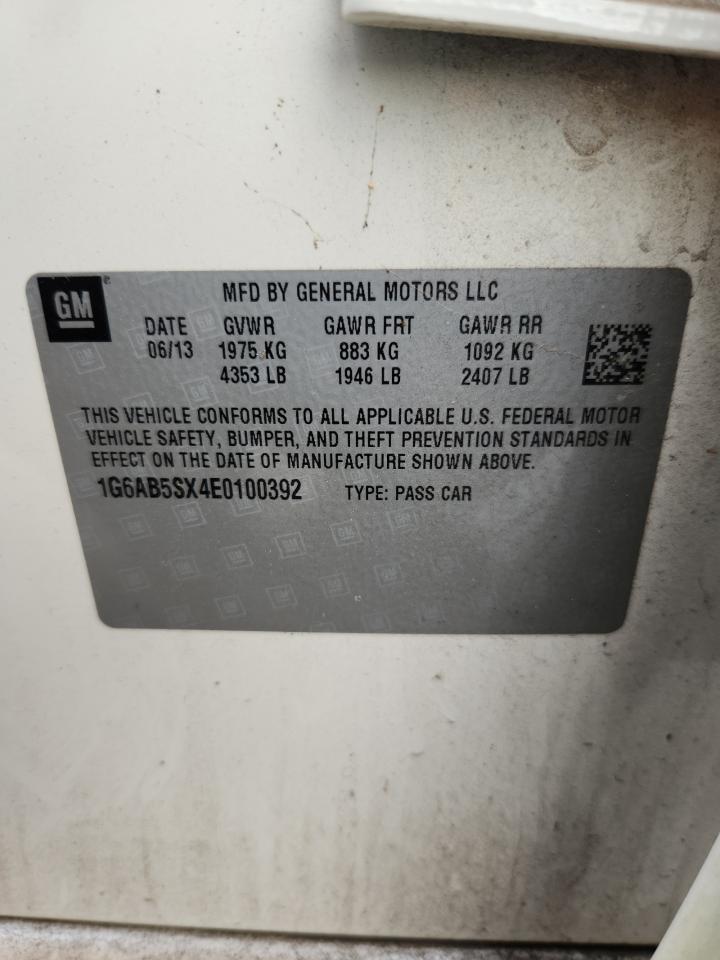 GM
MFD BY GENERAL MOTORS LLC
DATE GVWR GAWR FRT GAWR RR
06/13 1975 KG 883 KG 1092 KG
4353 LB 1946 LB 2407 LB
THIS VEHICLE CONFORMS TO ALL APPLICABLE U.S. FEDERAL MOTOR
VEHICLE SAFETY, BUMPER, AND THEFT PREVENTION STANDARDS IN
EFFECT ON THE DATE OF MANUFACTURE SHOWN ABOVE.
1G6AB5SX4E0100392 TYPE: PASS CAR